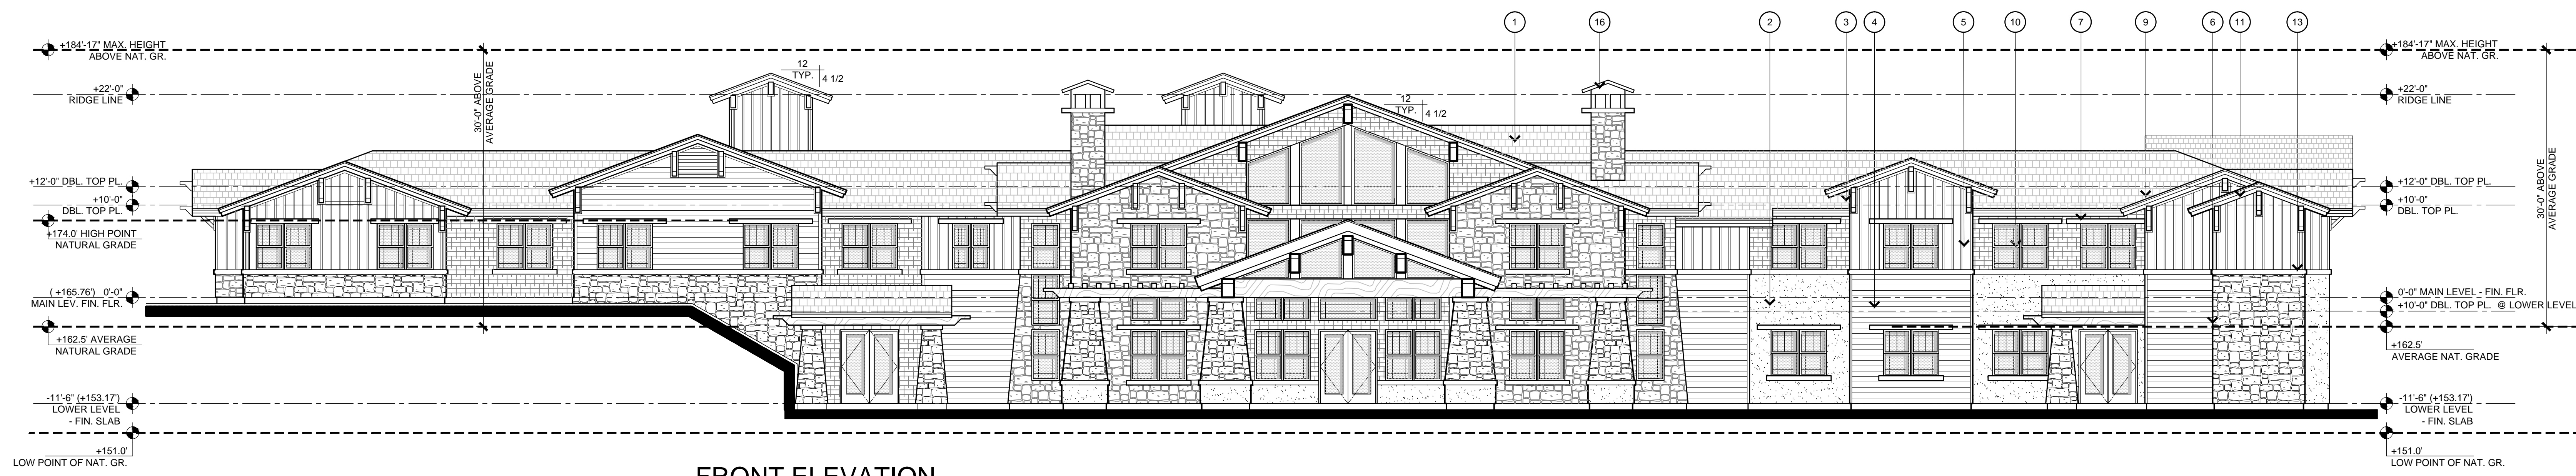 1
16
2
3
4
5
10
7
9
6
11
13
+184'-17" MAX. HEIGHT
ABOVE NAT. GR.
+22'-0"
RIDGE LINE
30'-0" ABOVE
AVERAGE GRADE
12
TYP.
4 1/2
12
TYP.
4 1/2
+12'-0" DBL. TOP PL.
+10'-0"
DBL. TOP PL.
+174.0' HIGH POINT
NATURAL GRADE
( +165.76') 0'-0"
MAIN LEV. FIN. FLR.
+162.5' AVERAGE
NATURAL GRADE
-11'-6" (+153.17')
LOWER LEVEL
- FIN. SLAB
+151.0'
LOW POINT OF NAT. GR.
+184'-17" MAX. HEIGHT
ABOVE NAT. GR.
+22'-0"
RIDGE LINE
30'-0" ABOVE
AVERAGE GRADE
+12'-0" DBL. TOP PL.
+10'-0"
DBL. TOP PL.
0'-0" MAIN LEVEL - FIN. FLR.
+10'-0" DBL. TOP PL. @ LOWER LEVEL
+162.5'
AVERAGE NAT. GRADE
-11'-6" (+153.17')
LOWER LEVEL
- FIN. SLAB
+151.0'
LOW POINT OF NAT. GR.
FRONT ELEVATION